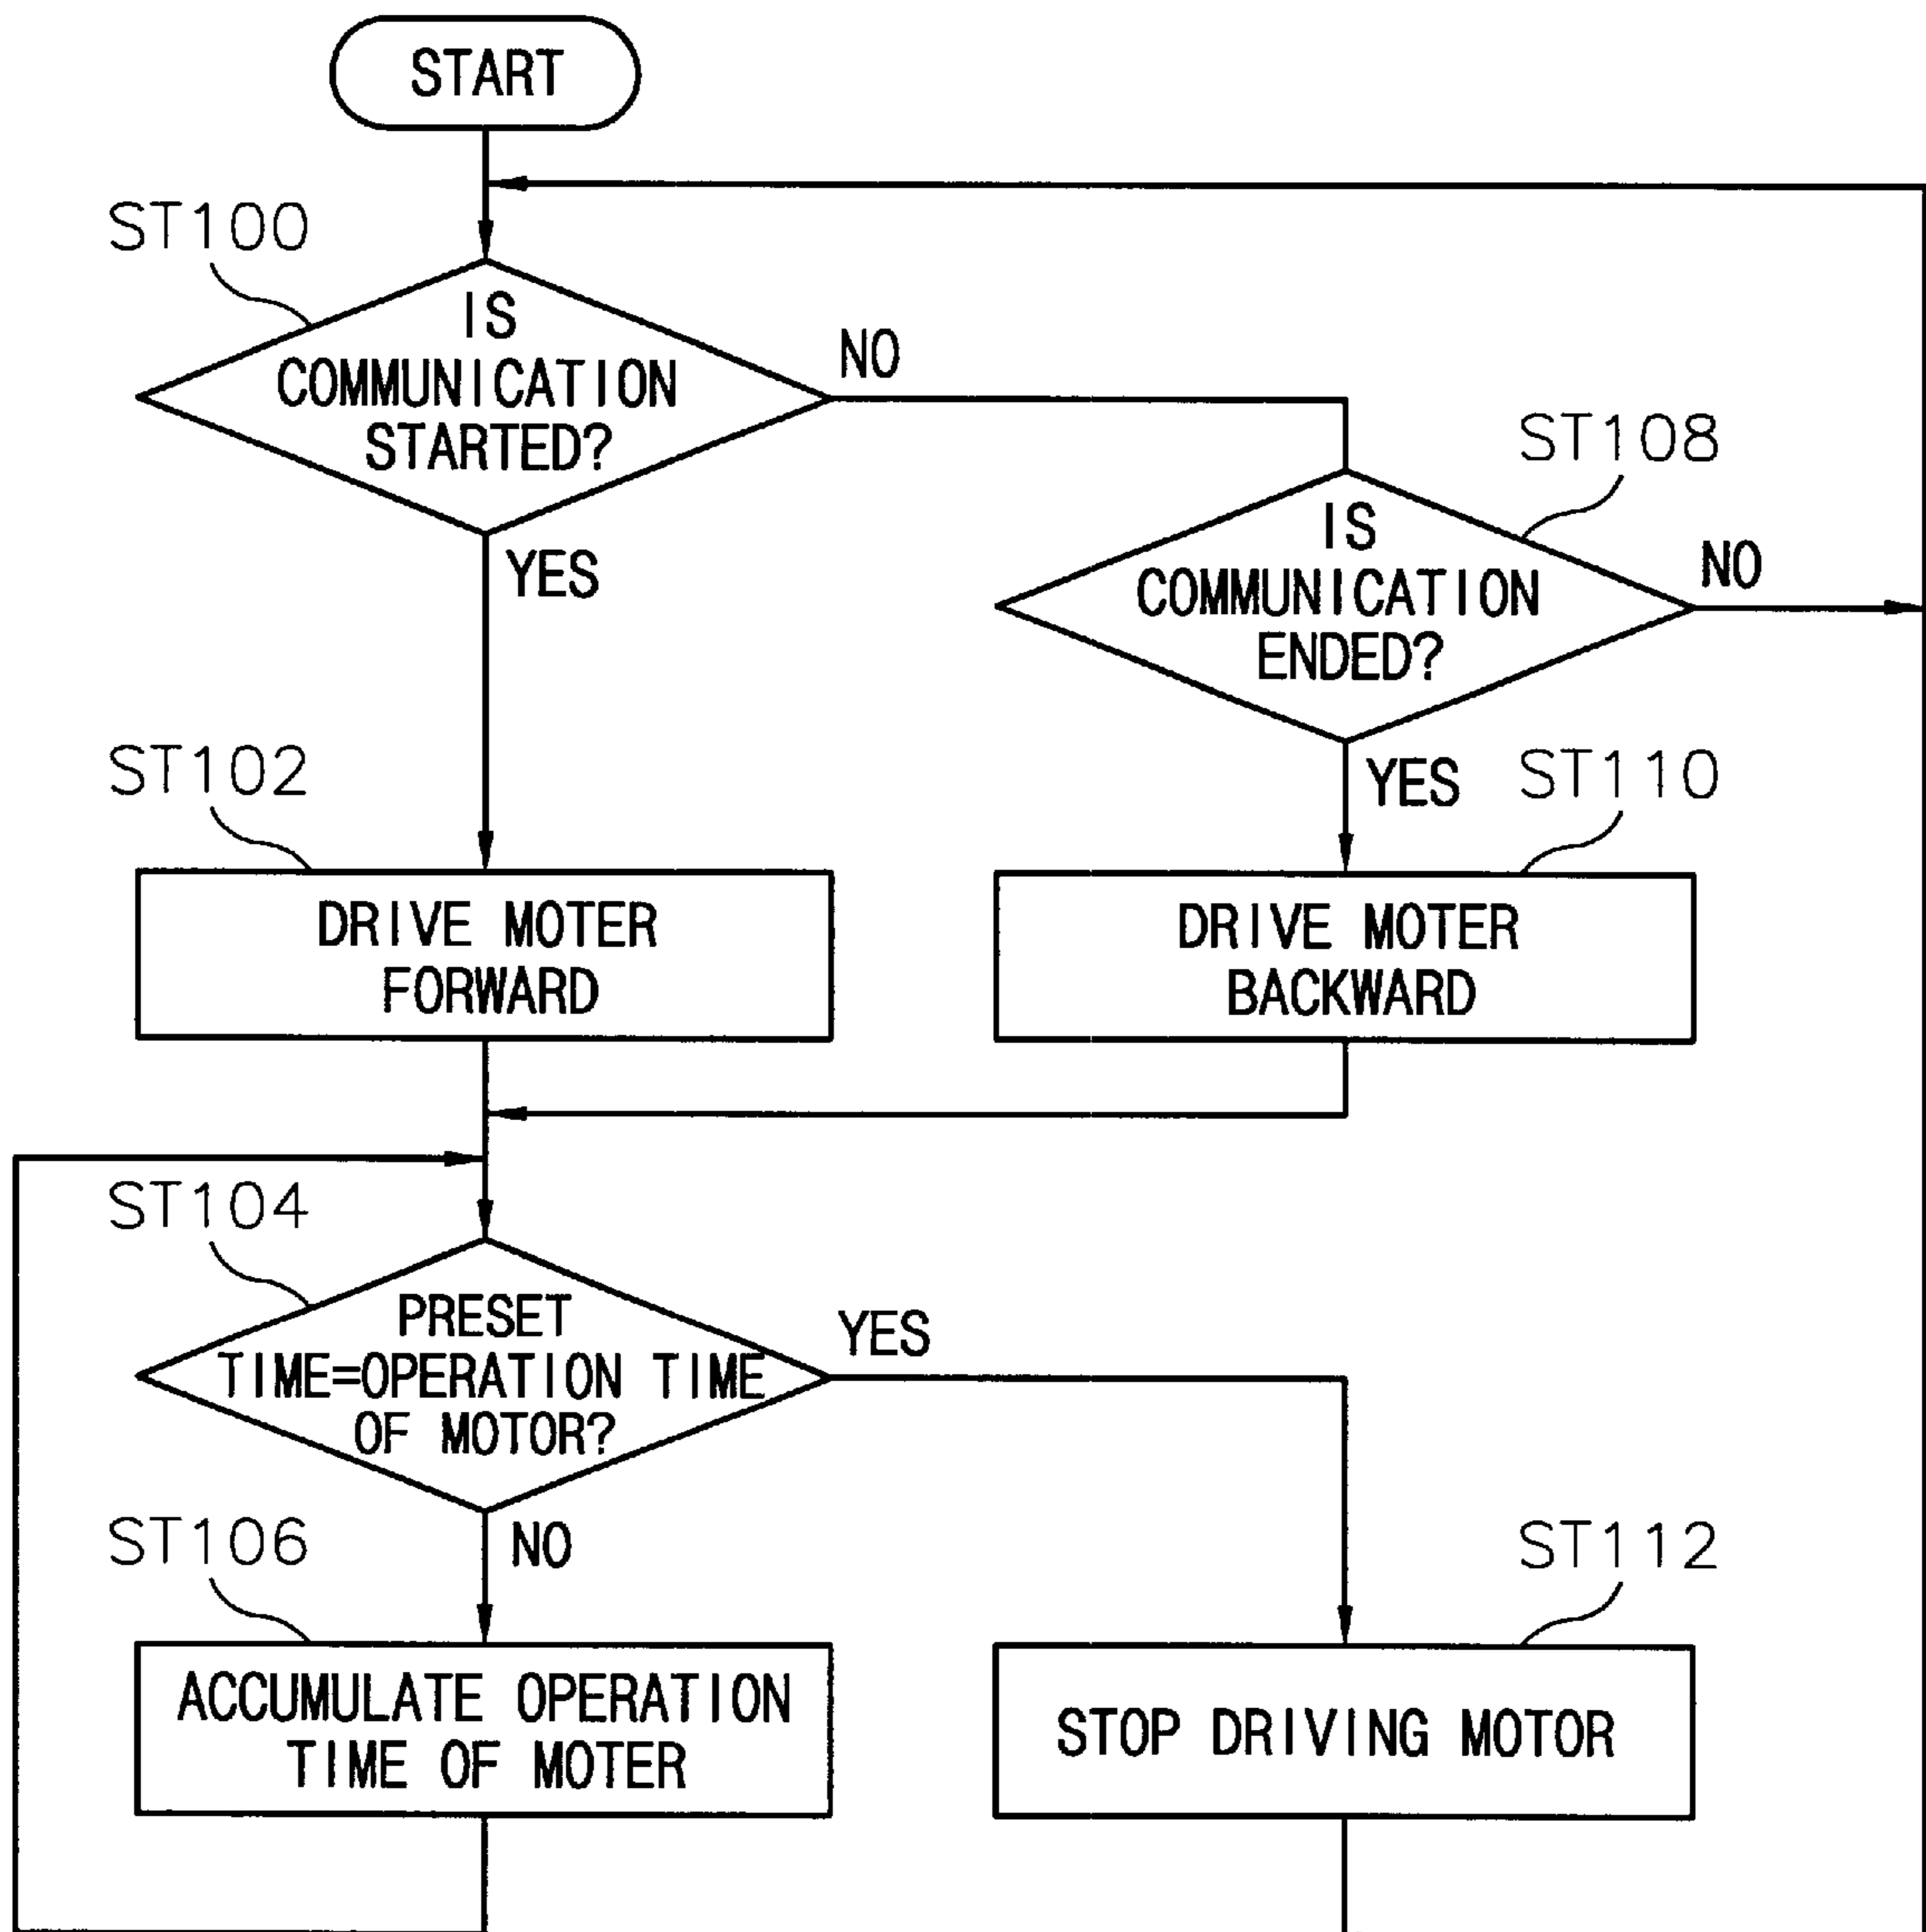 START
ST100
IS
COMMUNICATION
STARTED?
NO
YES
ST108
IS
COMMUNICATION
ENDED?
NO
YES
ST102
DRIVE MOTER
FORWARD
ST110
DRIVE MOTER
BACKWARD
ST104
PRESET
TIME=OPERATION TIME
OF MOTOR?
YES
NO
ST106
ACCUMULATE OPERATION
TIME OF MOTER
ST112
STOP DRIVING MOTOR